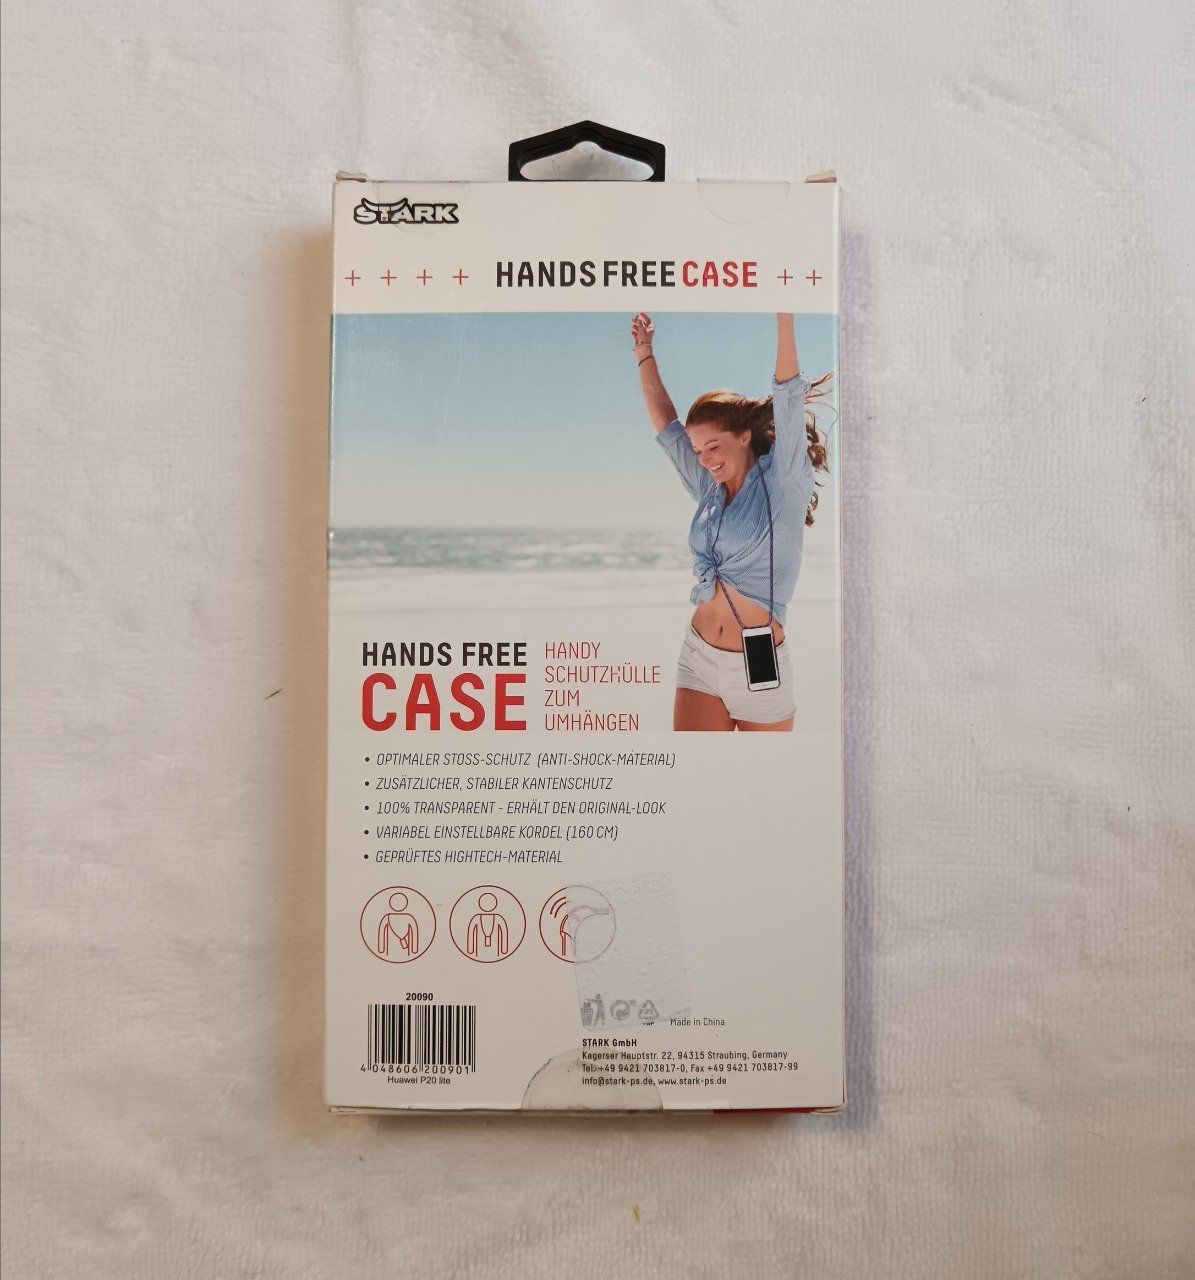 STARK
HANDS FREE CASE
HANDS FREE
CASE
HANDY
SCHUTZHÜLLE
ZUM
UMHÄNGEN
• OPTIMALER STOSS-SCHUTZ (ANTI-SHOCK-MATERIAL)
• ZUSÄTZLICHER, STABILER KANTENSCHUTZ
• 100% TRANSPARENT - ERHÄLT DEN ORIGINAL-LOOK
• VARIABEL EINSTELLBARE KORDEL (160 CM)
• GEPRÜFTES HIGHTECH-MATERIAL
20090
4 048606 200901
Huawei P20 lite
PAP Made in China
STARK GmbH
Kagerser Hauptstr. 22, 94315 Straubing, Germany
Tel. +49 9421 703817-0, Fax +49 9421 703817-99
info@stark-ps.de, www.stark-ps.de